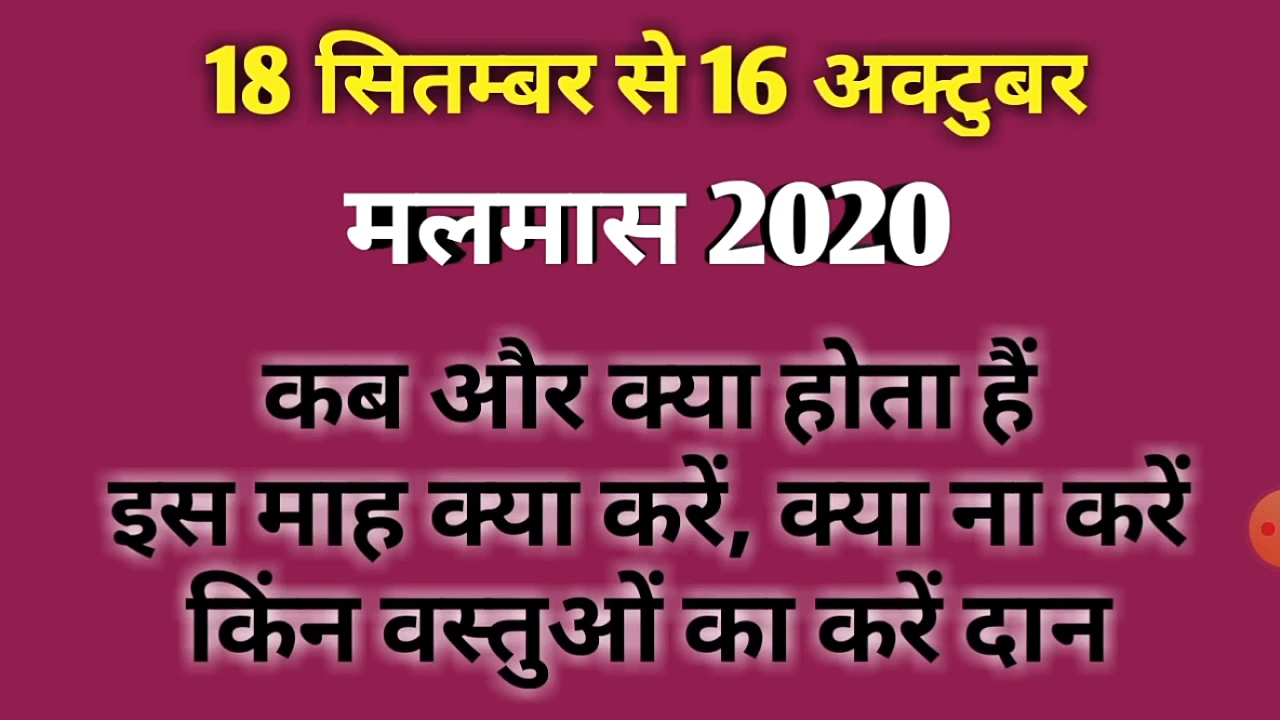 18 सितम्बर से 16 अक्टुबर
मलमास 2020
कब और क्या होता हैं
इस माह क्या करें, क्या ना करें
किंन वस्तुओं का करें दान